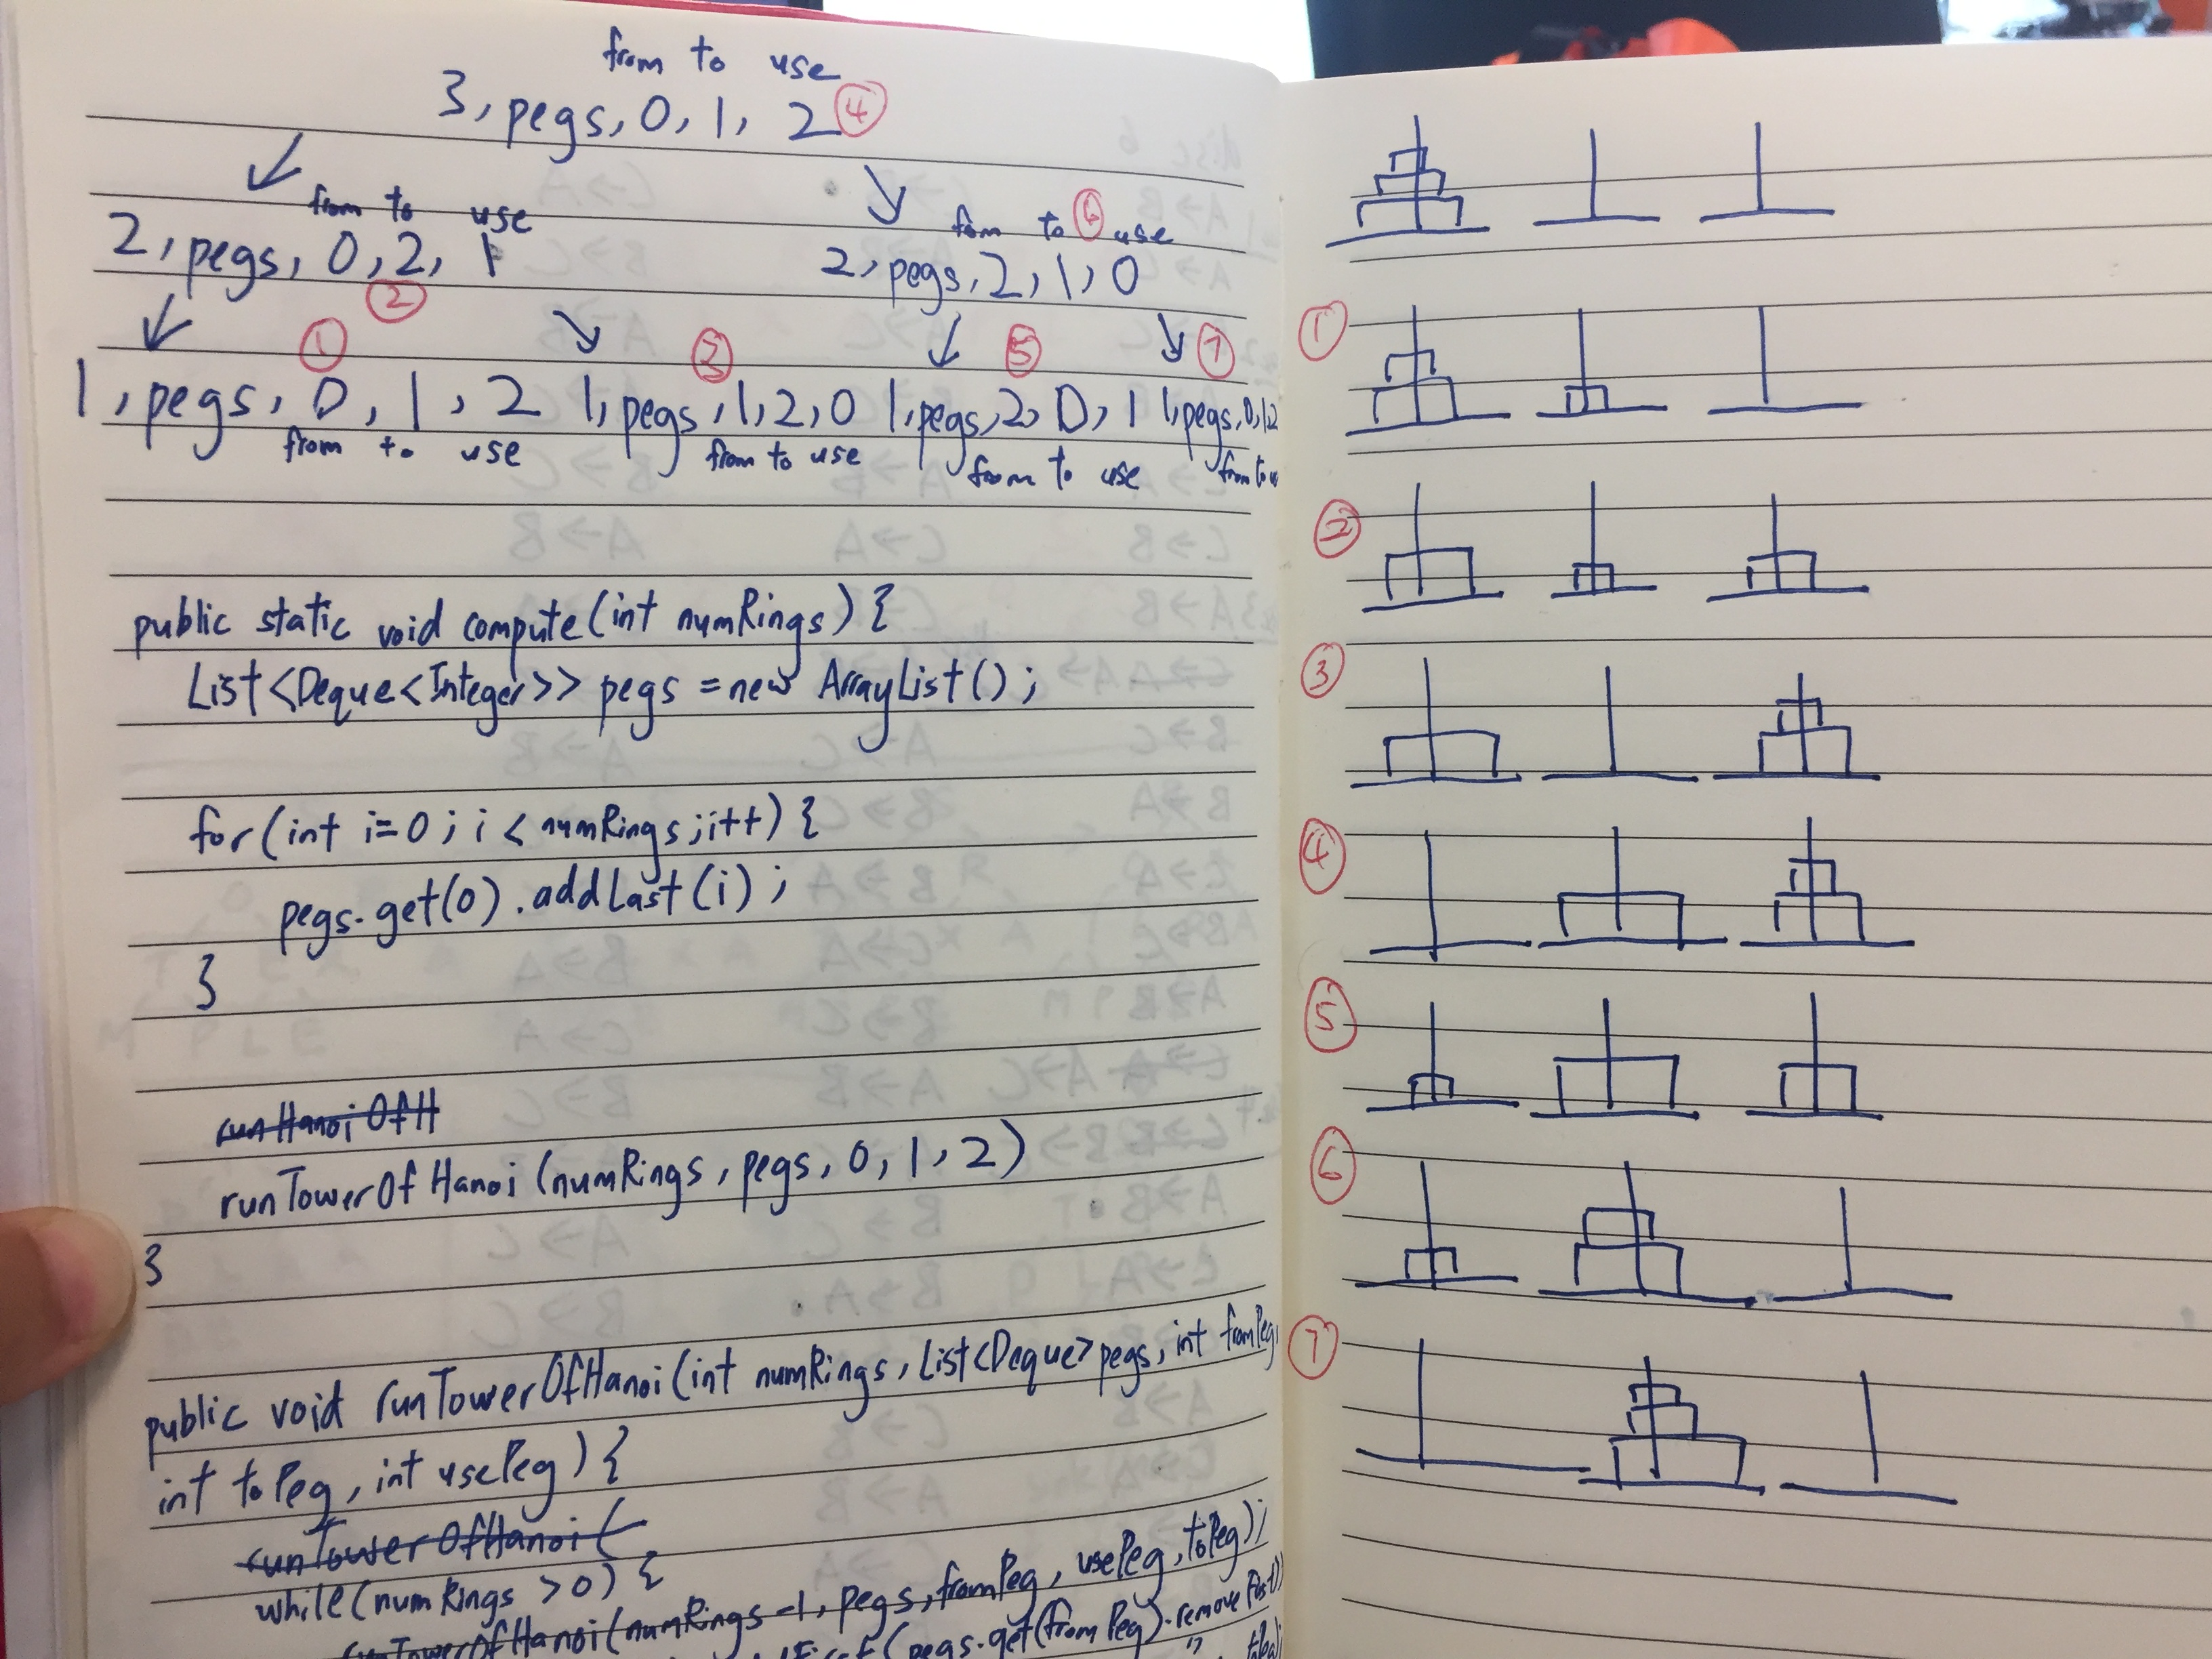 from to use
3, pegs, 0, 1, 2 ④
from to use
2, pegs, 0, 2, 1
②
from to ⑥ use
2, pegs, 2, 1, 0
① ③ ⑤ ⑦
1, pegs, 0, 1, 2 1, pegs, 1, 2, 0 1, pegs, 2, 0, 1 1, pegs, 0, 1, 2
from to use from to use from to use from to u
public static void compute(int numRings) {
List<Deque<Integer>> pegs = new ArrayList();
for(int i=0; i < numRings; i++) {
pegs.get(0).addLast(i);
}
runHanoiOfH
runTowerOfHanoi(numRings, pegs, 0, 1, 2)
}
public void runTowerOfHanoi(int numRings, List<Deque> pegs, int fromPeg,
int toPeg, int usePeg) {
runTowerOfHanoi(
while(numRings >0) {
runTowerOfHanoi(numRings-1, pegs, fromPeg, usePeg, toPeg);
First(pegs.get(fromPeg).removeFirst())
①
②
③
④
⑤
⑥
⑦